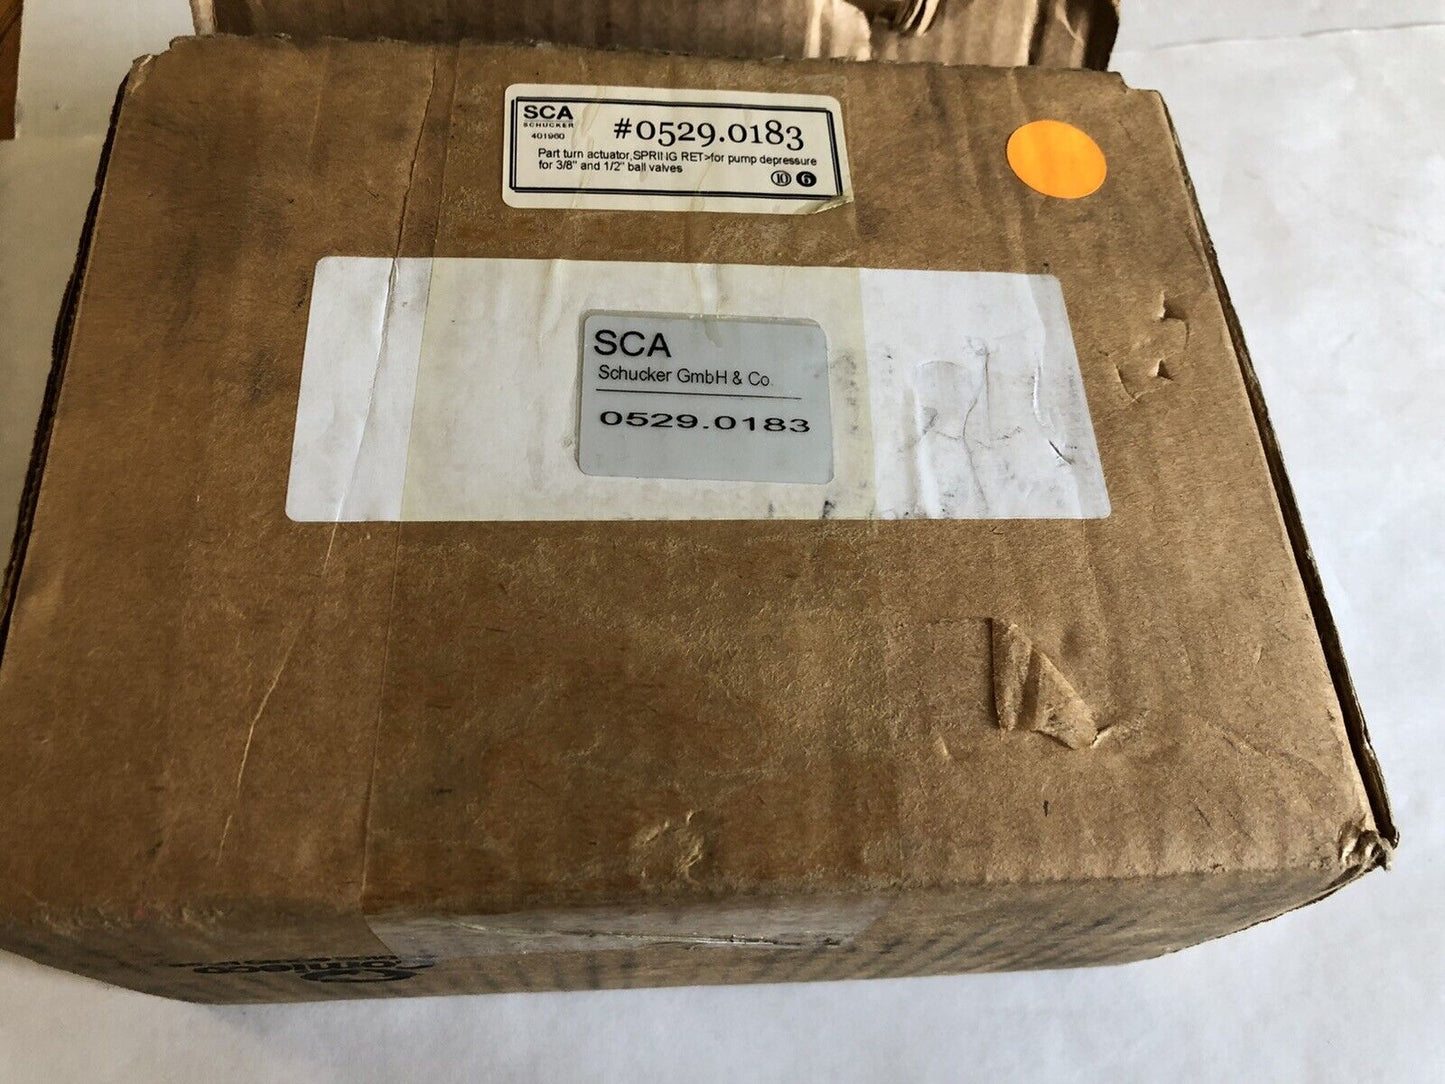 SCA
SCHUCKER
401960
#0529.0183
Part turn actuator,SPRING RET>for pump depressure
for 3/8" and 1/2" ball valves
10 6
SCA
Schucker GmbH & Co.
0529.0183